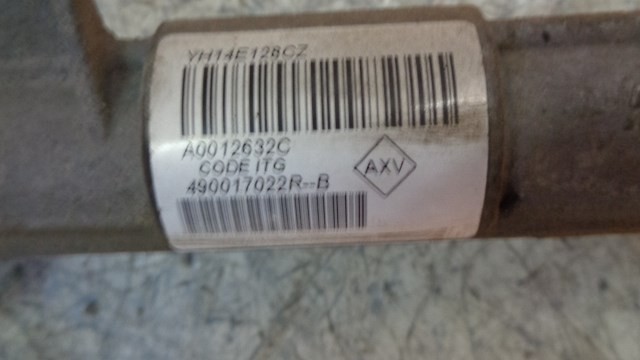 YH14E128CZ
A0012632C
CODE ITG
490017022R--B
AXV